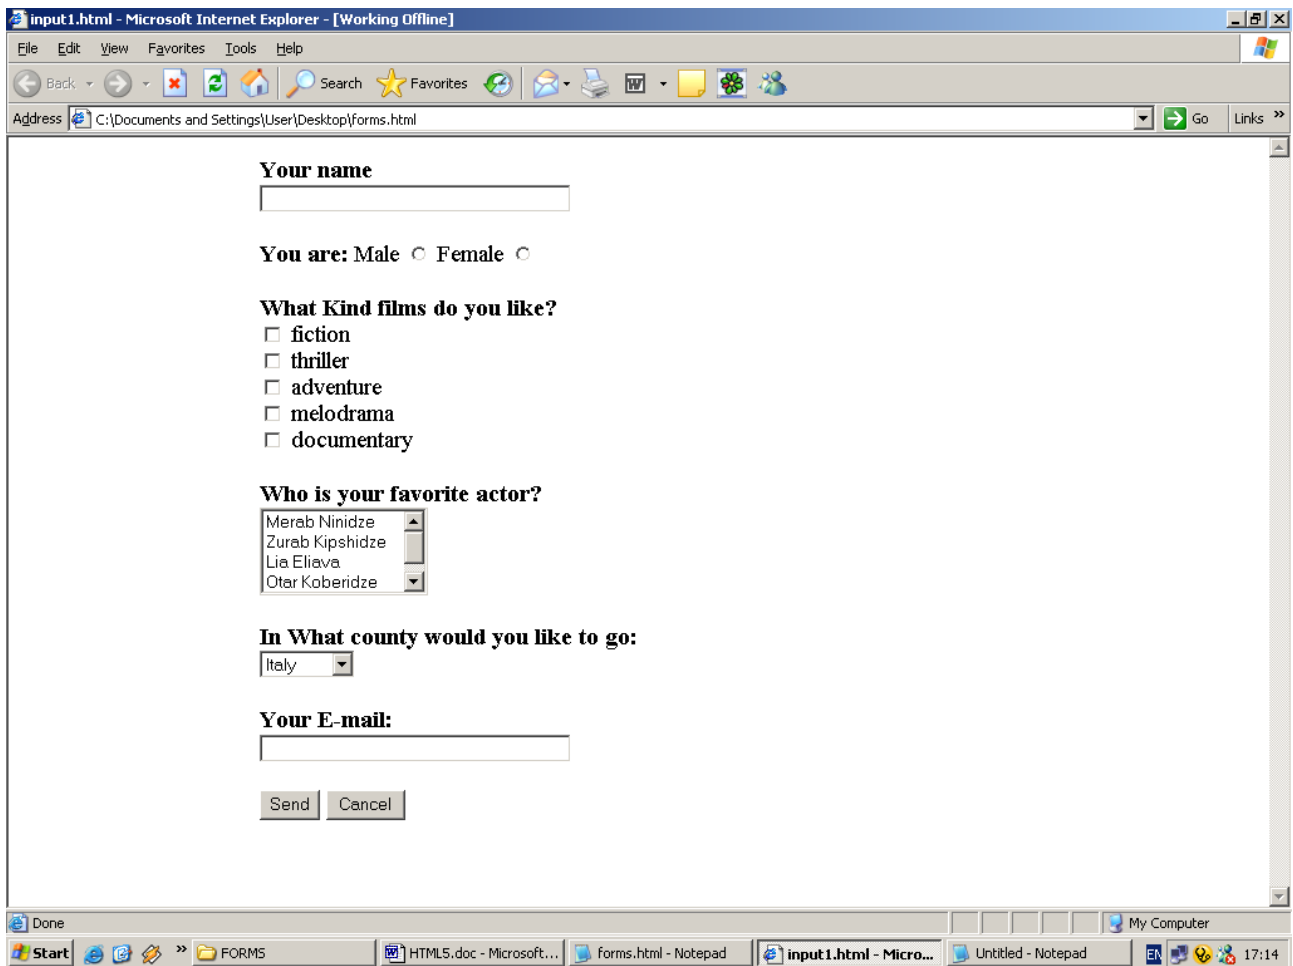 input1.html - Microsoft Internet Explorer - [Working Offline]
File Edit View Favorites Tools Help
Back Search Favorites
Address C:\Documents and Settings\User\Desktop\forms.html Go Links »
Your name
You are: Male Female
What Kind films do you like?
fiction
thriller
adventure
melodrama
documentary
Who is your favorite actor?
Merab Ninidze
Zurab Kipshidze
Lia Eliava
Otar Koberidze
In What county would you like to go:
Italy
Your E-mail:
Send Cancel
Done My Computer
Start » FORMS HTML5.doc - Microsoft... forms.html - Notepad input1.html - Micro... Untitled - Notepad EN 17:14